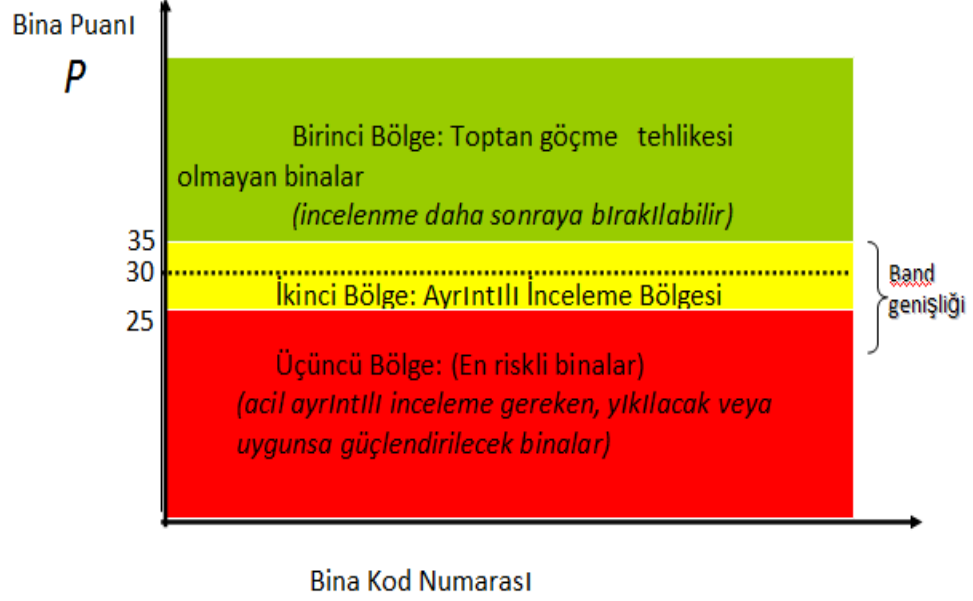 Bina Puanı
P
Birinci Bölge: Toptan göçme tehlikesi
olmayan binalar
(incelenme daha sonraya bırakılabilir)
35
30
25
İkinci Bölge: Ayrıntılı İnceleme Bölgesi
Band
genişliği
Üçüncü Bölge: (En riskli binalar)
(acil ayrıntılı inceleme gereken, yıkılacak veya
uygunsa güçlendirilecek binalar)
Bina Kod Numarası